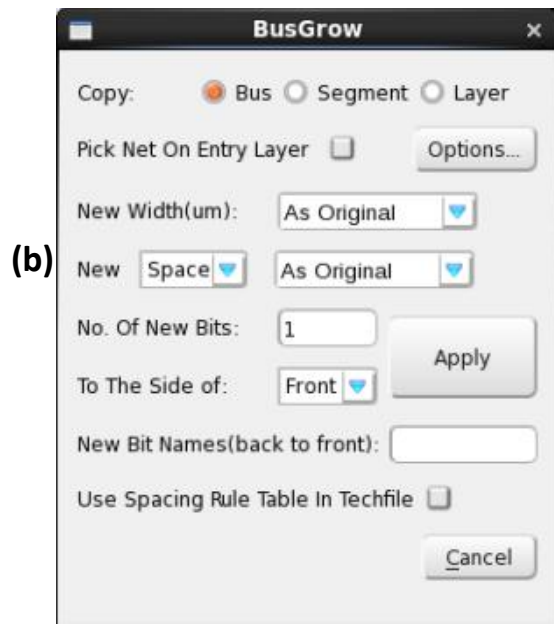 BusGrow ×
Copy: Bus Segment Layer
Pick Net On Entry Layer Options...
New Width(um): As Original
(b)
New Space As Original
No. Of New Bits: 1
Apply
To The Side of: Front
New Bit Names(back to front):
Use Spacing Rule Table In Techfile
Cancel